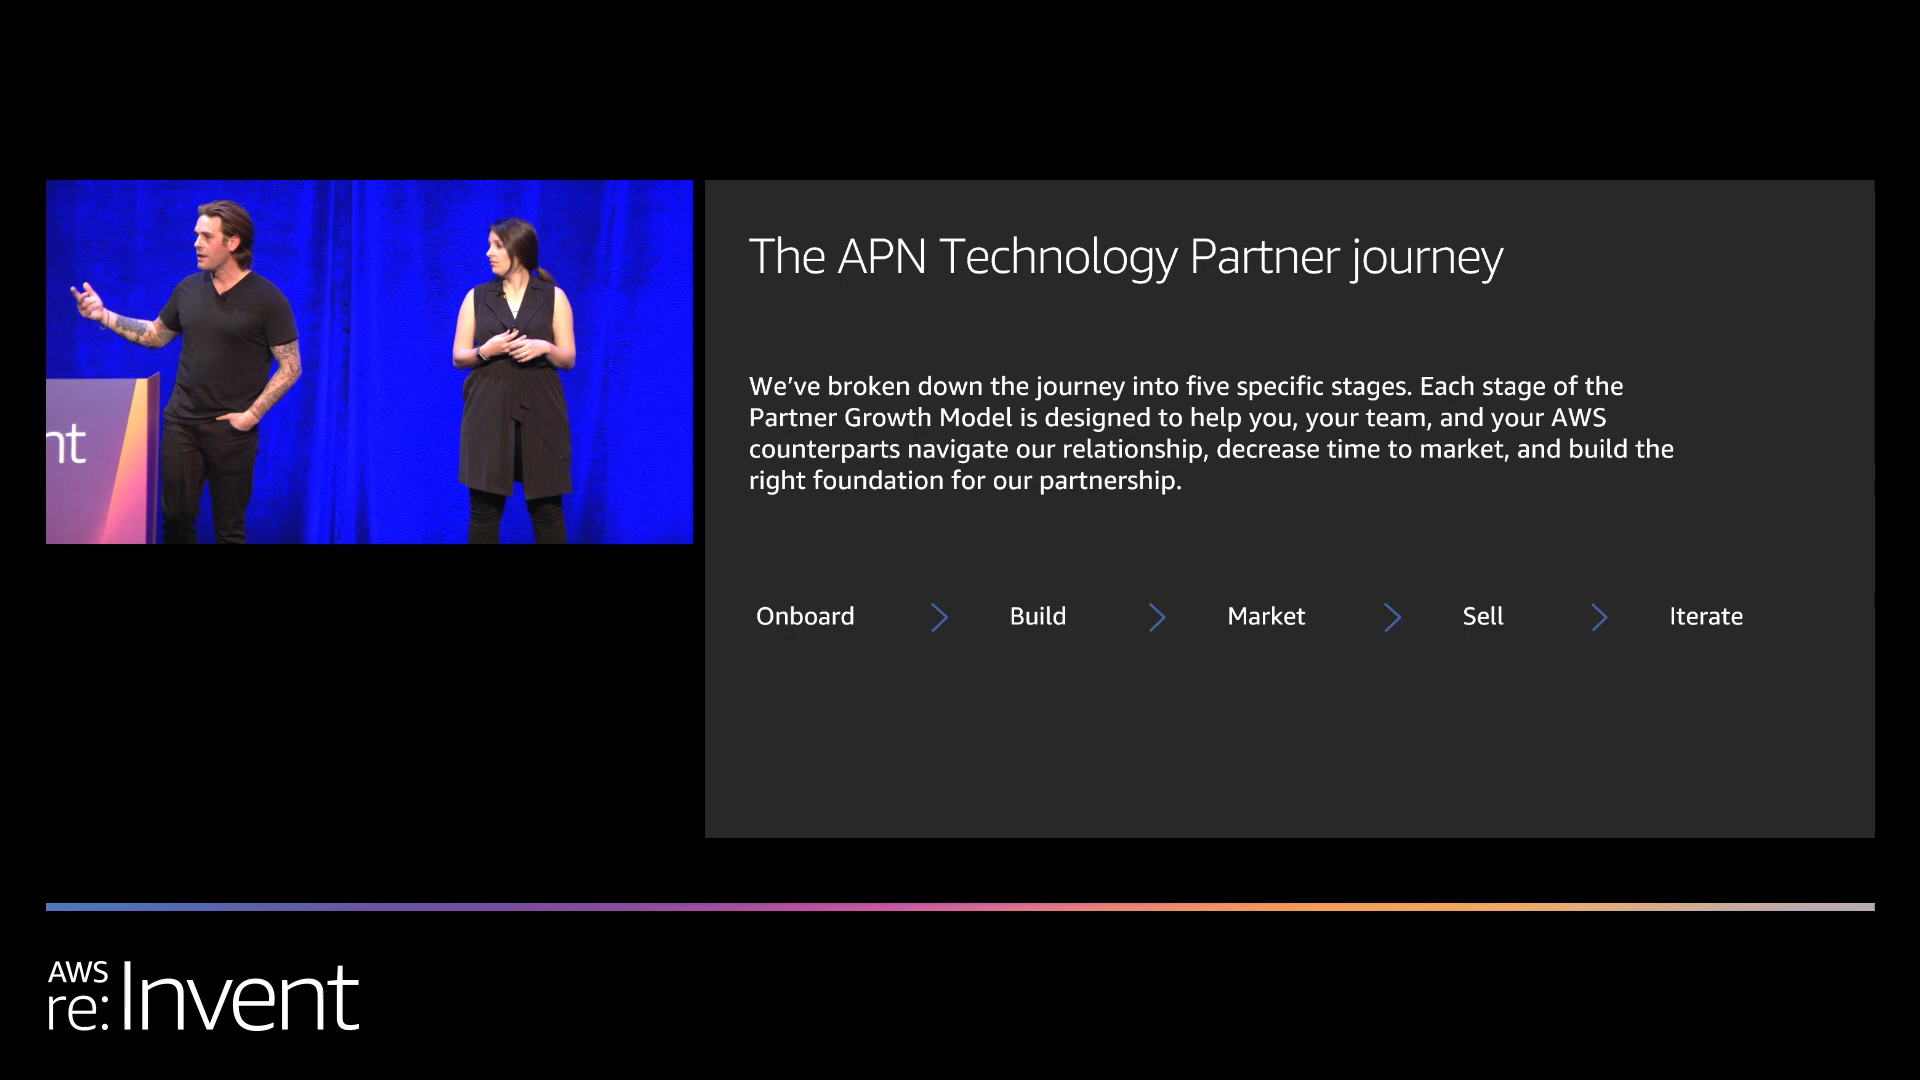 The APN Technology Partner journey
We’ve broken down the journey into five specific stages. Each stage of the
Partner Growth Model is designed to help you, your team, and your AWS
counterparts navigate our relationship, decrease time to market, and build the
right foundation for our partnership.
Onboard > Build > Market > Sell > Iterate
nt
AWS
re:Invent